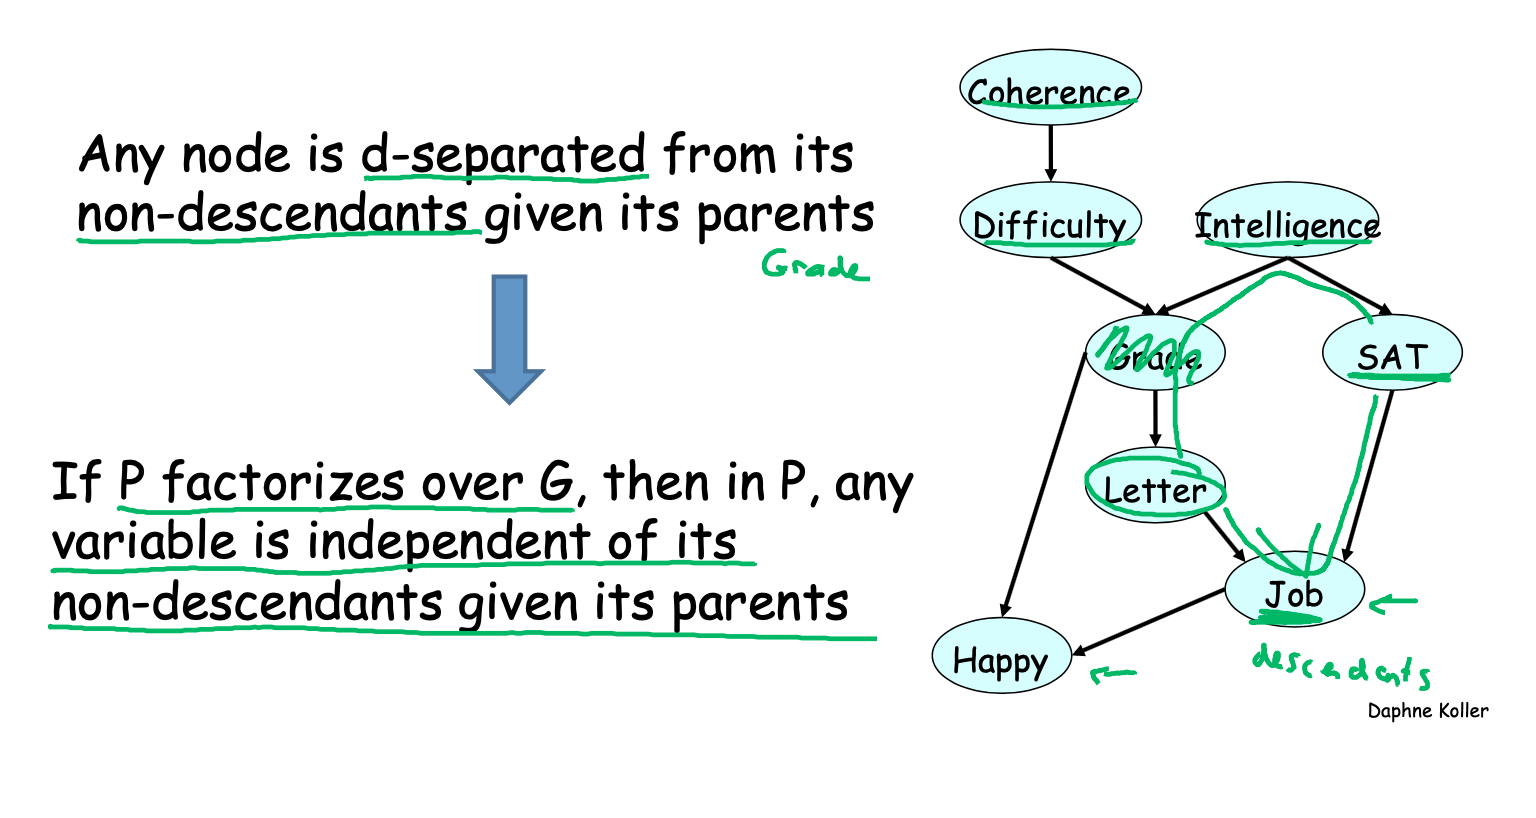 Any node is d-separated from its
non-descendants given its parents
Grade
If P factorizes over G, then in P, any
variable is independent of its
non-descendants given its parents
Coherence
Difficulty
Intelligence
Grade
SAT
Letter
Job
Happy
descendants
Daphne Koller